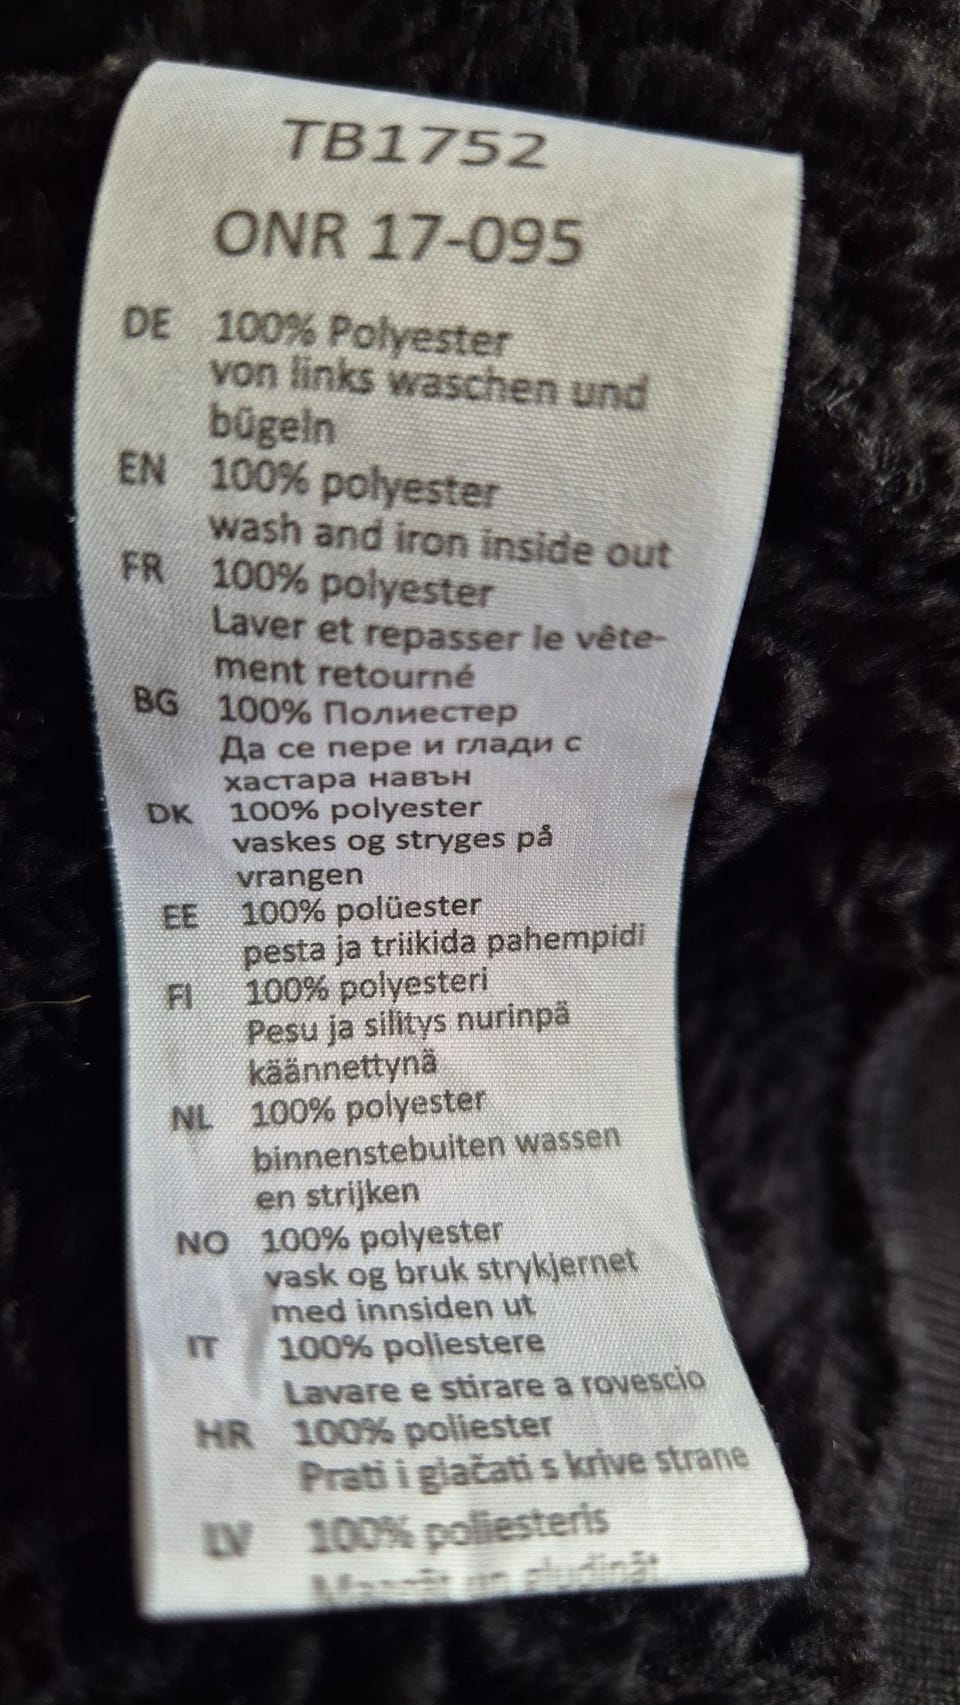 TB1752
ONR 17-095
DE 100% Polyester
von links waschen und
bügeln
EN 100% polyester
wash and iron inside out
FR 100% polyester
Laver et repasser le vête-
ment retourné
BG 100% Полиестер
Да се пере и глади с
хастара навън
DK 100% polyester
vaskes og stryges på
vrangen
EE 100% polüester
pesta ja triikida pahempidi
FI 100% polyesteri
Pesu ja silitys nurinpä
käännettynä
NL 100% polyester
binnenstebuiten wassen
en strijken
NO 100% polyester
vask og bruk strykjernet
med innsiden ut
IT 100% poliestere
Lavare e stirare a rovescio
HR 100% poliester
Prati i glačati s krive strane
LV 100% poliesteris
Mazgāt un gludināt